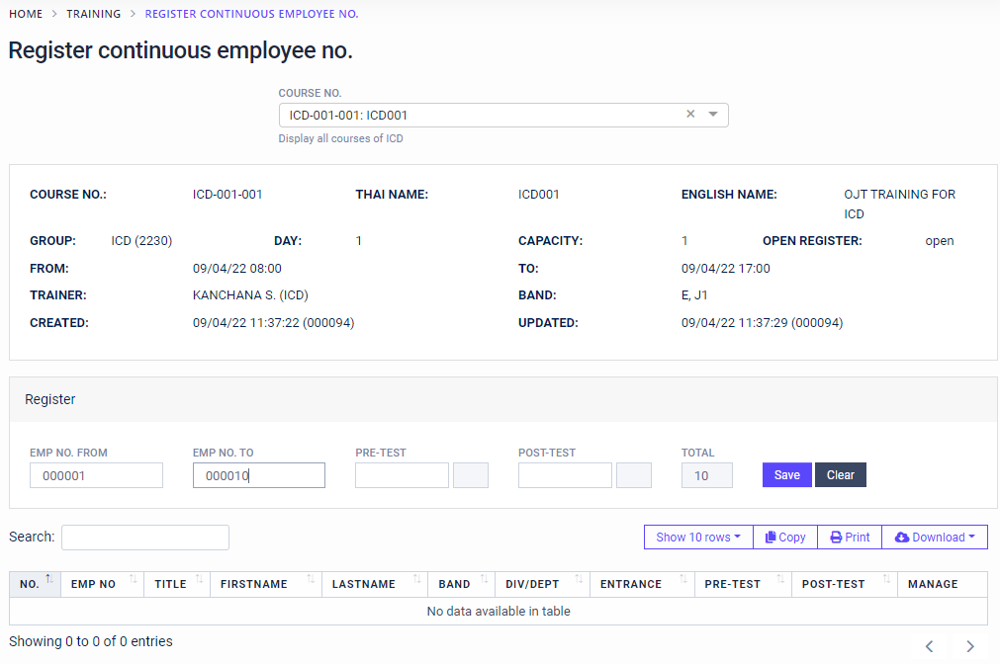 HOME > TRAINING > REGISTER CONTINUOUS EMPLOYEE NO.
Register continuous employee no.
COURSE NO.
ICD-001-001: ICD001
Display all courses of ICD
COURSE NO.: ICD-001-001 THAI NAME: ICD001 ENGLISH NAME: OJT TRAINING FOR
ICD
GROUP: ICD (2230) DAY: 1 CAPACITY: 1 OPEN REGISTER: open
FROM: 09/04/22 08:00 TO: 09/04/22 17:00
TRAINER: KANCHANA S. (ICD) BAND: E, J1
CREATED: 09/04/22 11:37:22 (000094) UPDATED: 09/04/22 11:37:29 (000094)
Register
EMP NO. FROM EMP NO. TO PRE-TEST POST-TEST TOTAL
000001 000010 10 Save Clear
Search: Show 10 rows Copy Print Download
NO. EMP NO TITLE FIRSTNAME LASTNAME BAND DIV/DEPT ENTRANCE PRE-TEST POST-TEST MANAGE
No data available in table
Showing 0 to 0 of 0 entries